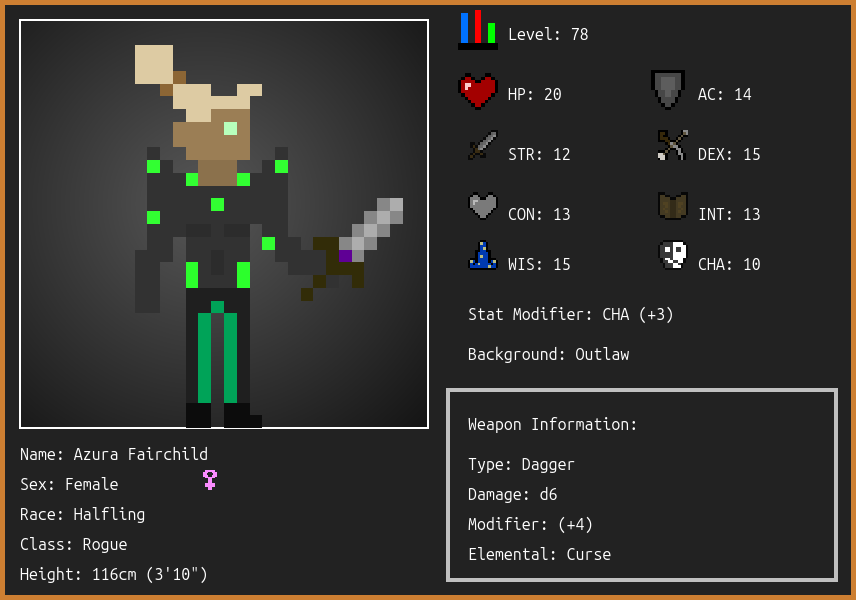 Level: 78
HP: 20
AC: 14
STR: 12
DEX: 15
CON: 13
INT: 13
WIS: 15
CHA: 10
Stat Modifier: CHA (+3)
Background: Outlaw
Weapon Information:
Type: Dagger
Damage: d6
Modifier: (+4)
Elemental: Curse
Name: Azura Fairchild
Sex: Female
Race: Halfling
Class: Rogue
Height: 116cm (3'10")